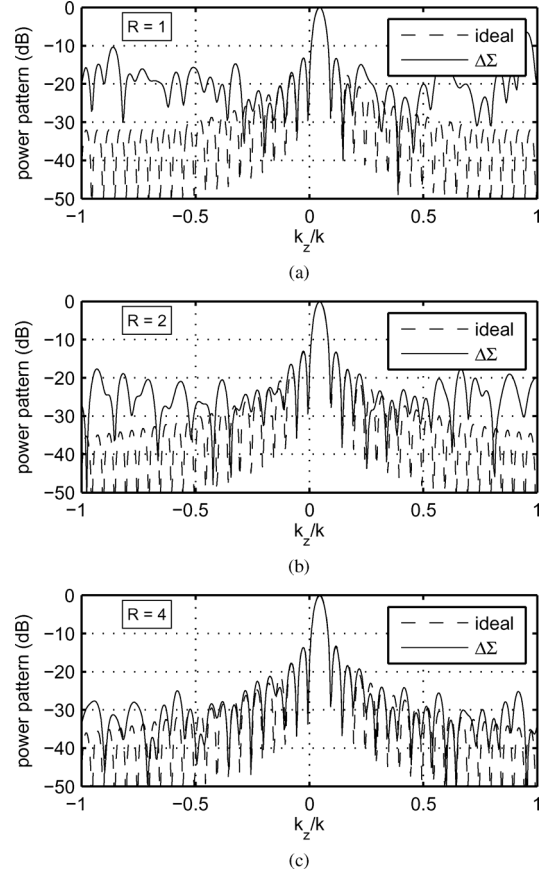 R = 1
ideal
ΔΣ
power pattern (dB)
0
−10
−20
−30
−40
−50
−1
−0.5
0
0.5
1
k_z/k
(a)
R = 2
ideal
ΔΣ
power pattern (dB)
0
−10
−20
−30
−40
−50
−1
−0.5
0
0.5
1
k_z/k
(b)
R = 4
ideal
ΔΣ
power pattern (dB)
0
−10
−20
−30
−40
−50
−1
−0.5
0
0.5
1
k_z/k
(c)